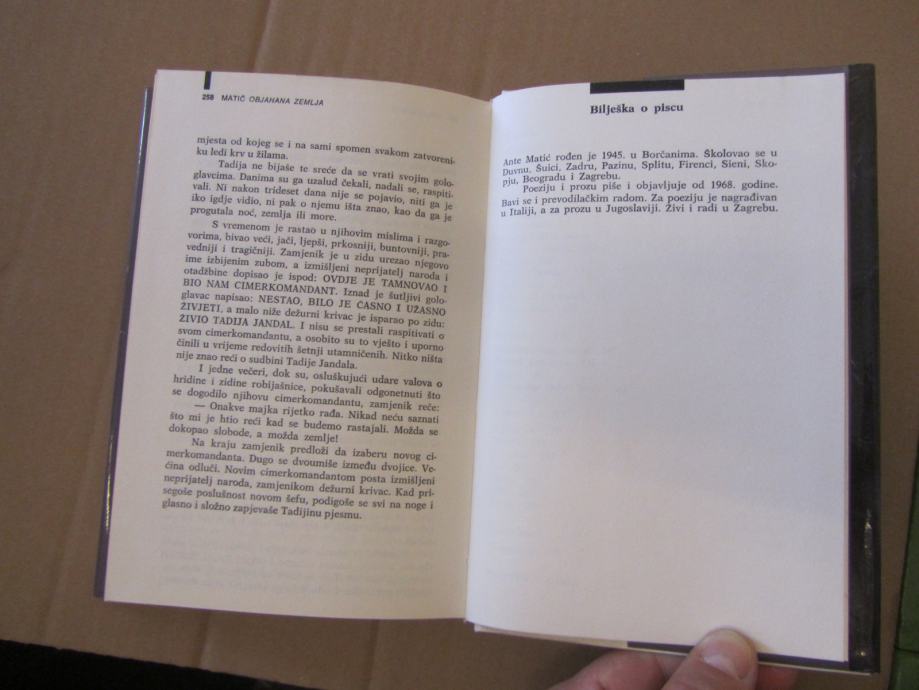 258 MATIĆ OBJAHANA ZEMLJA
mjesta od kojeg se i na sami spomen svakom zatvoreni-
ku ledi krv u žilama.
Tadija ne bijaše te sreće da se vrati svojim golo-
glavcima. Danima su ga uzalud čekali, nadali se, raspiti-
vali. Ni nakon trideset dana nije se pojavio, niti ga je
iko igdje vidio, ni pak o njemu išta znao, kao da ga je
progutala noć, zemlja ili more.
S vremenom je rastao u njihovim mislima i razgo-
vorima, bivao veći, jači, ljepši, prkosniji, buntovniji, pra-
vedniji i tragičniji. Zamjenik je u zidu urezao njegovo
ime izbijenim zubom, a izmišljeni neprijatelj naroda i
otadžbine dopisao je ispod: OVDJE JE TAMNOVAO I
BIO NAM CIMERKOMANDANT. Iznad je šutljivi golo-
glavac napisao: NESTAO, BILO JE ČASNO I UŽASNO
ŽIVJETI, a malo niže dežurni krivac je isparao po zidu:
ŽIVIO TADIJA JANDAL. I nisu se prestali raspitivati o
svom cimerkomandantu, a osobito su to vješto i uporno
činili u vrijeme redovitih šetnji utamničenih. Nitko ništa
nije znao reći o sudbini Tadije Jandala.
I jedne večeri, dok su, osluškujući udare valova o
hridine i zidine robijašnice, pokušavali odgonetnuti što
se dogodilo njihovu cimerkomandantu, zamjenik reče:
— Onakve majka rijetko rađa. Nikad neću saznati
što mi je htio reći kad se budemo rastajali. Možda se
dokopao slobode, a možda zemlje!
Na kraju zamjenik predloži da izaberu novog ci-
merkomandanta. Dugo se dvoumiše između dvojice. Ve-
ćina odluči. Novim cimerkomandantom posta izmišljeni
neprijatelj naroda, zamjenikom dežurni krivac. Kad pri-
segoše poslušnost novom šefu, podigoše se svi na noge i
glasno i složno zapjevaše Tadijinu pjesmu.
Bilješka o piscu
Ante Matić rođen je 1945. u Borčanima. Školovao se u
Duvnu, Šuici, Zadru, Pazinu, Splitu, Firenci, Sieni, Sko-
pju, Beogradu i Zagrebu.
Poeziju i prozu piše i objavljuje od 1968. godine.
Bavi se i prevodilačkim radom. Za poeziju je nagrađivan
u Italiji, a za prozu u Jugoslaviji. Živi i radi u Zagrebu.